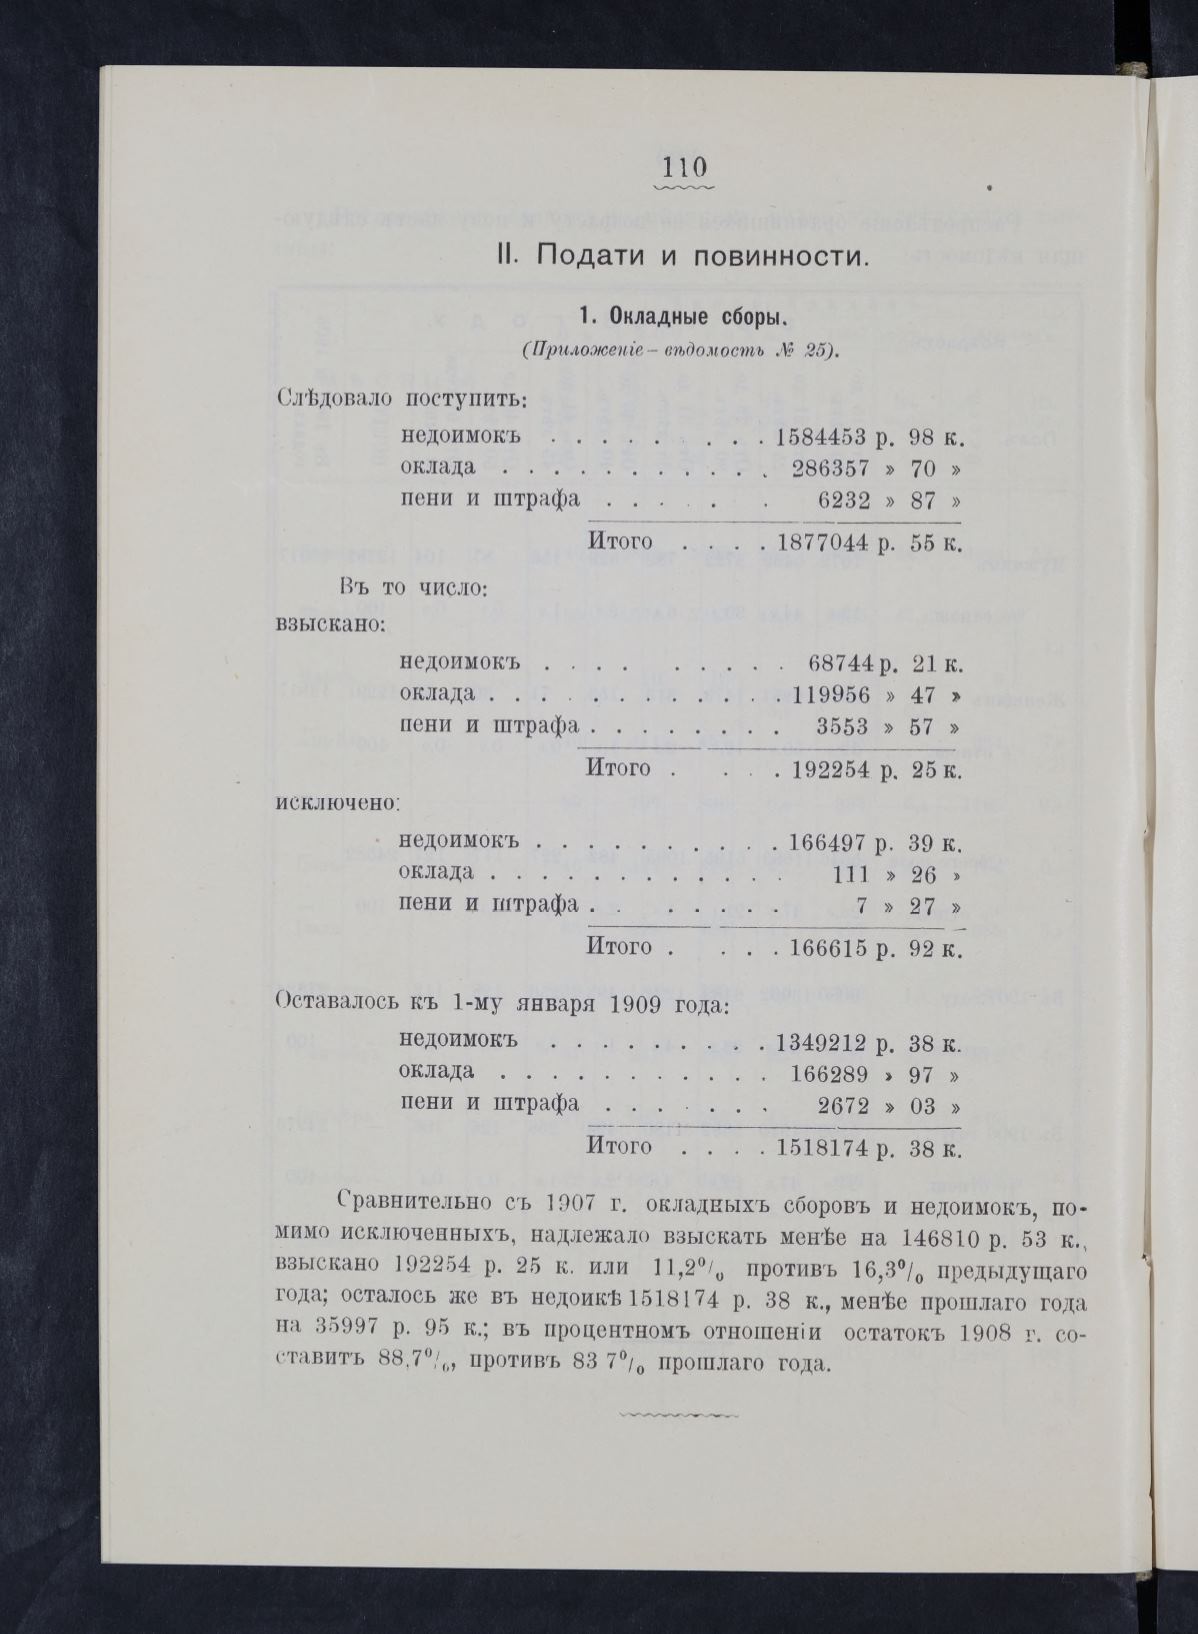 110
II. Подати и повинности.
1. Окладные сборы.
(Приложеніе – вѣдомость № 25).
Слѣдовало поступить:
недоимокъ . . . . . . . . . 1584453 р. 98 к.
оклада . . . . . . . . . . . 286357 » 70 »
пени и штрафа . . . . . . 6232 » 87 »
Итого . . . . 1877044 р. 55 к.
Въ то число:
взыскано:
недоимокъ . . . . . . . . . 68744 р. 21 к.
оклада . . . . . . . . . . . . 119956 » 47 »
пени и штрафа . . . . . . . . 3553 » 57 »
Итого . . . . 192254 р. 25 к.
исключено:
недоимокъ . . . . . . . . . . 166497 р. 39 к.
оклада . . . . . . . . . . . . 111 » 26 »
пени и штрафа . . . . . . . . 7 » 27 »
Итого . . . . 166615 р. 92 к.
Оставалось къ 1-му января 1909 года:
недоимокъ . . . . . . . . . 1349212 р. 38 к.
оклада . . . . . . . . . . . 166289 » 97 »
пени и штрафа . . . . . . . 2672 » 03 »
Итого . . . . 1518174 р. 38 к.
Сравнительно съ 1907 г. окладныхъ сборовъ и недоимокъ, по-
мимо исключенныхъ, надлежало взыскать менѣе на 146810 р. 53 к.,
взыскано 192254 р. 25 к. или 11,2% противъ 16,3% предыдущаго
года; осталось же въ недоикѣ 1518174 р. 38 к., менѣе прошлаго года
на 35997 р. 95 к.; въ процентномъ отношеніи остатокъ 1908 г. со-
ставитъ 88,7%, противъ 83 7% прошлаго года.